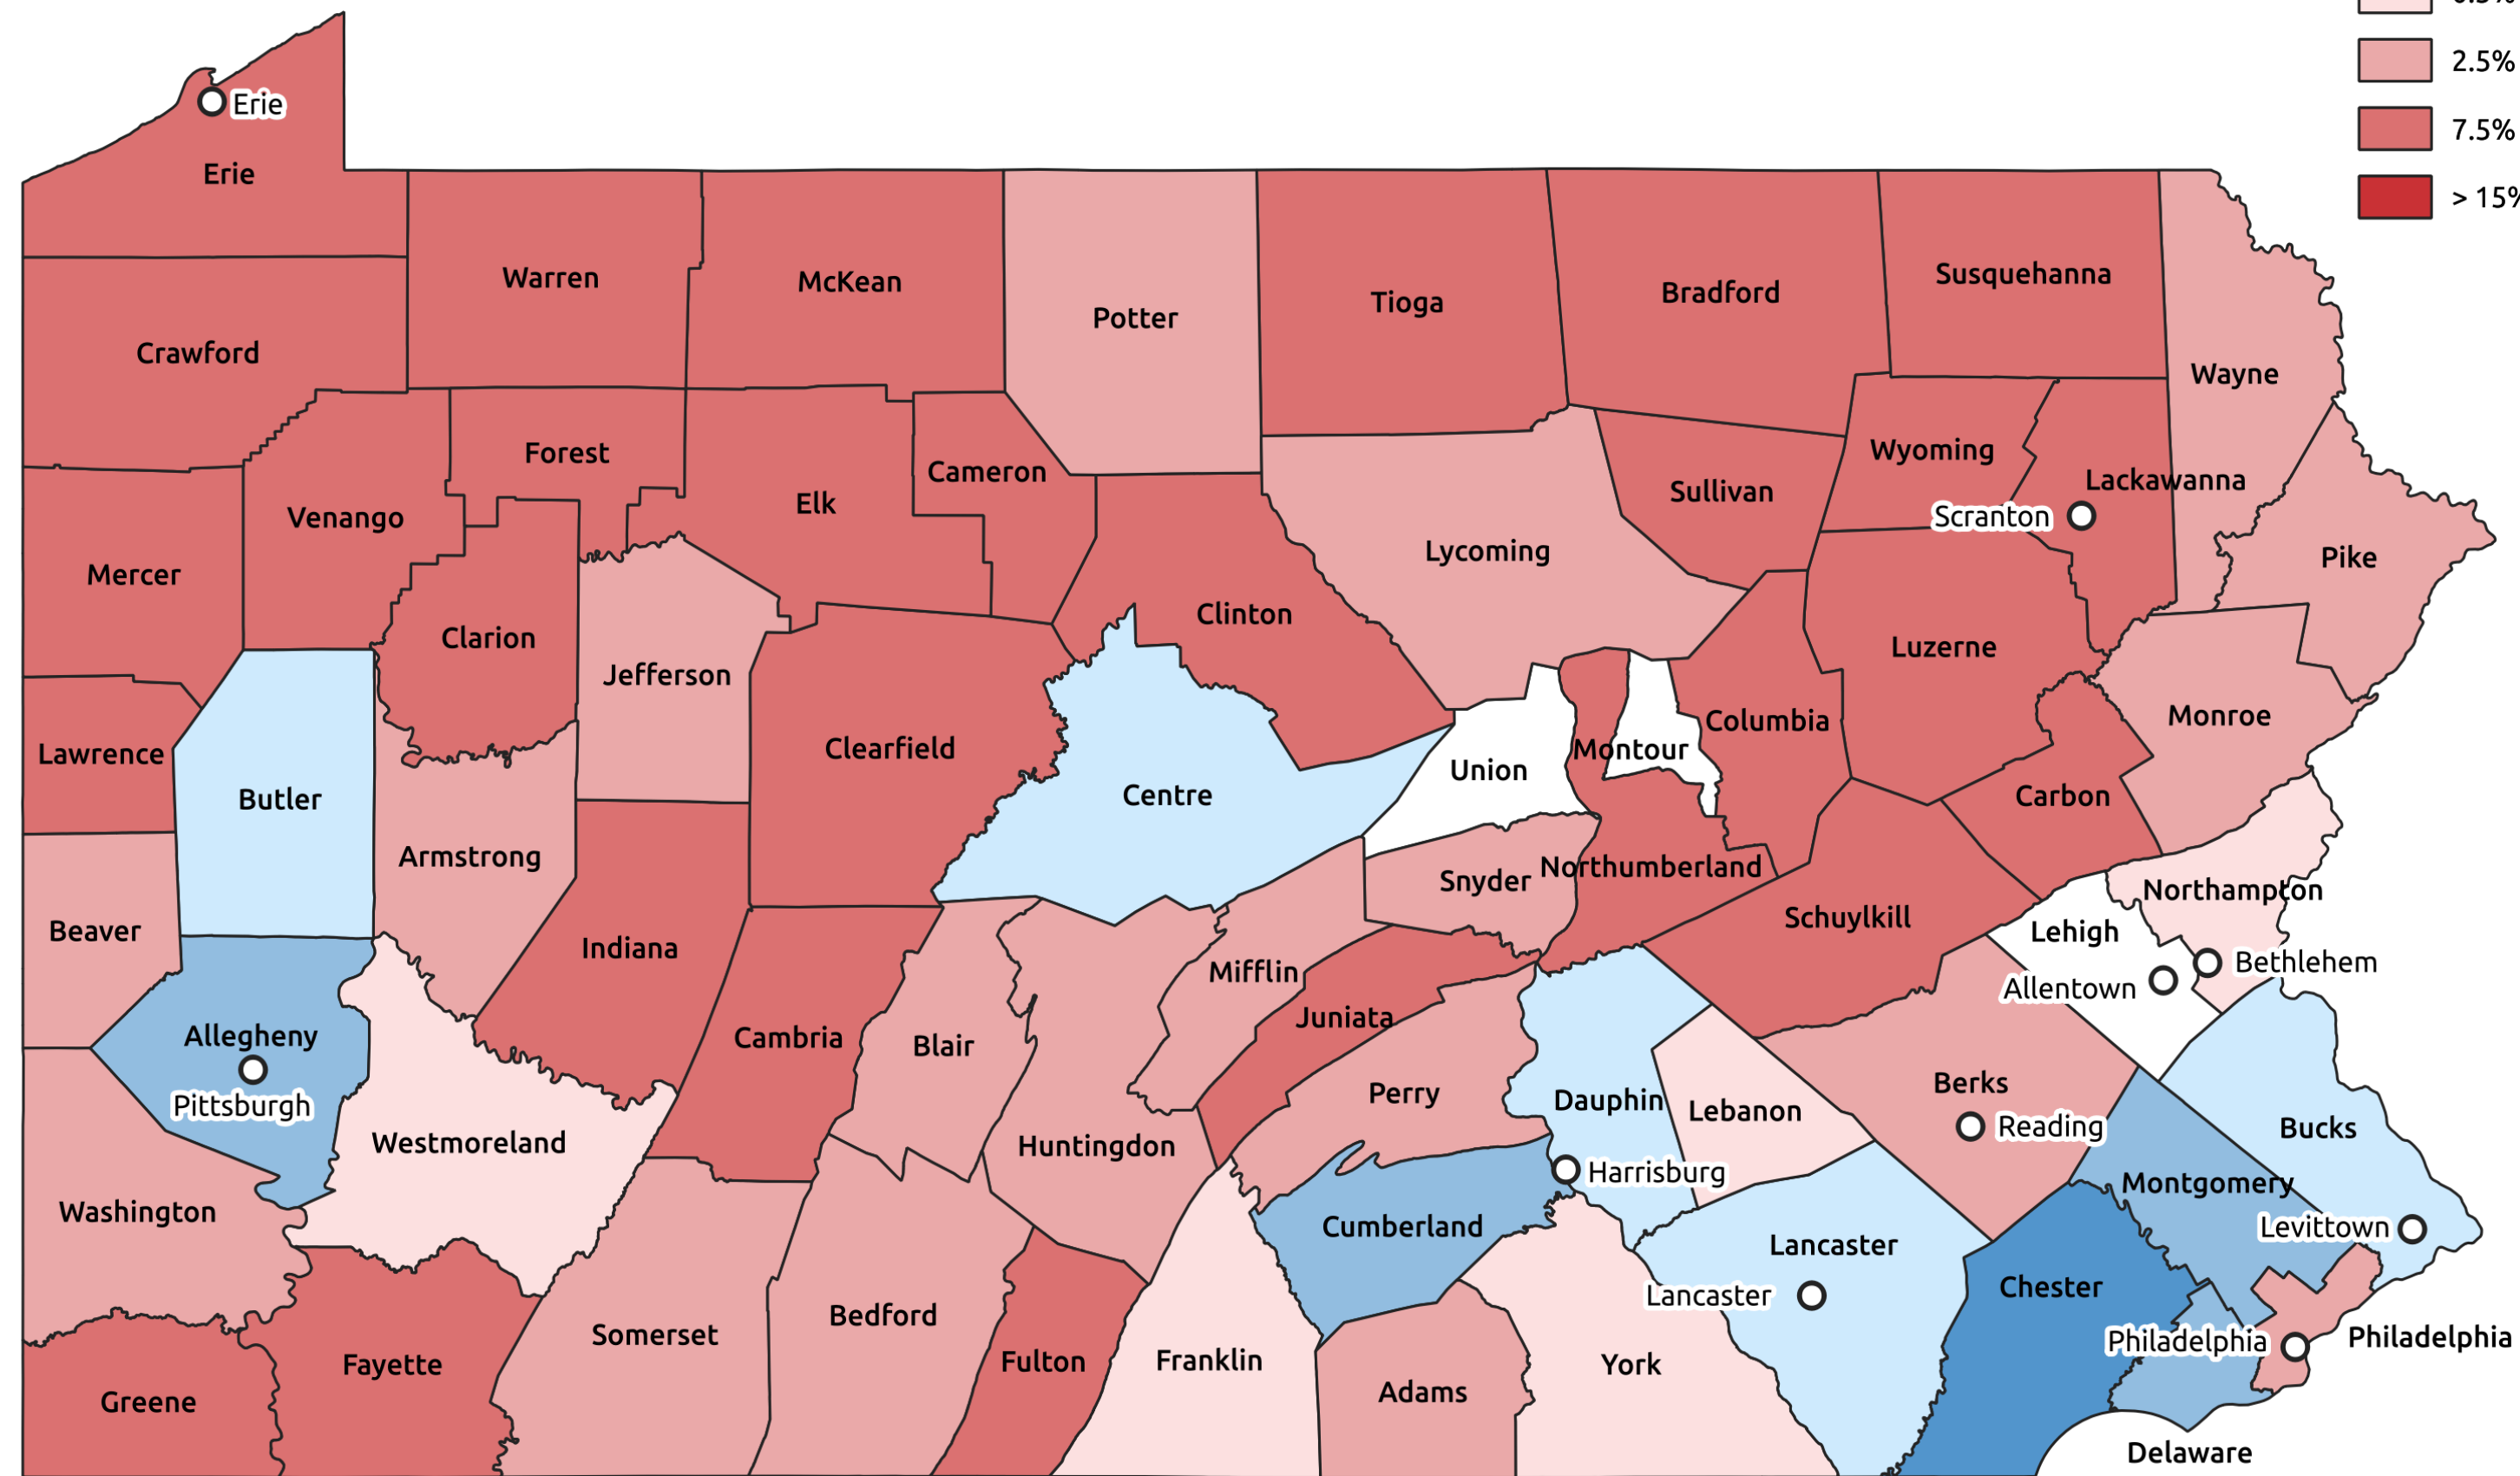 2.5%
7.5%
Erie
Erie
Warren
McKean
Potter
Tioga
Bradford
Susquehanna
Wayne
Crawford
Forest
Cameron
Elk
Venango
Sullivan
Wyoming
Lackawanna
Scranton
Pike
Lycoming
Mercer
Clarion
Jefferson
Clinton
Luzerne
Monroe
Lawrence
Butler
Clearfield
Centre
Union
Montour
Columbia
Carbon
Armstrong
Beaver
Indiana
Snyder
Northumberland
Schuylkill
Northampton
Lehigh
Bethlehem
Allentown
Mifflin
Juniata
Allegheny
Pittsburgh
Cambria
Blair
Perry
Dauphin
Lebanon
Berks
Reading
Bucks
Westmoreland
Huntingdon
Harrisburg
Montgomery
Levittown
Washington
Cumberland
Lancaster
Lancaster
Chester
Philadelphia
Philadelphia
Somerset
Bedford
Fulton
Franklin
Fayette
Greene
Adams
York
Delaware
> 15%